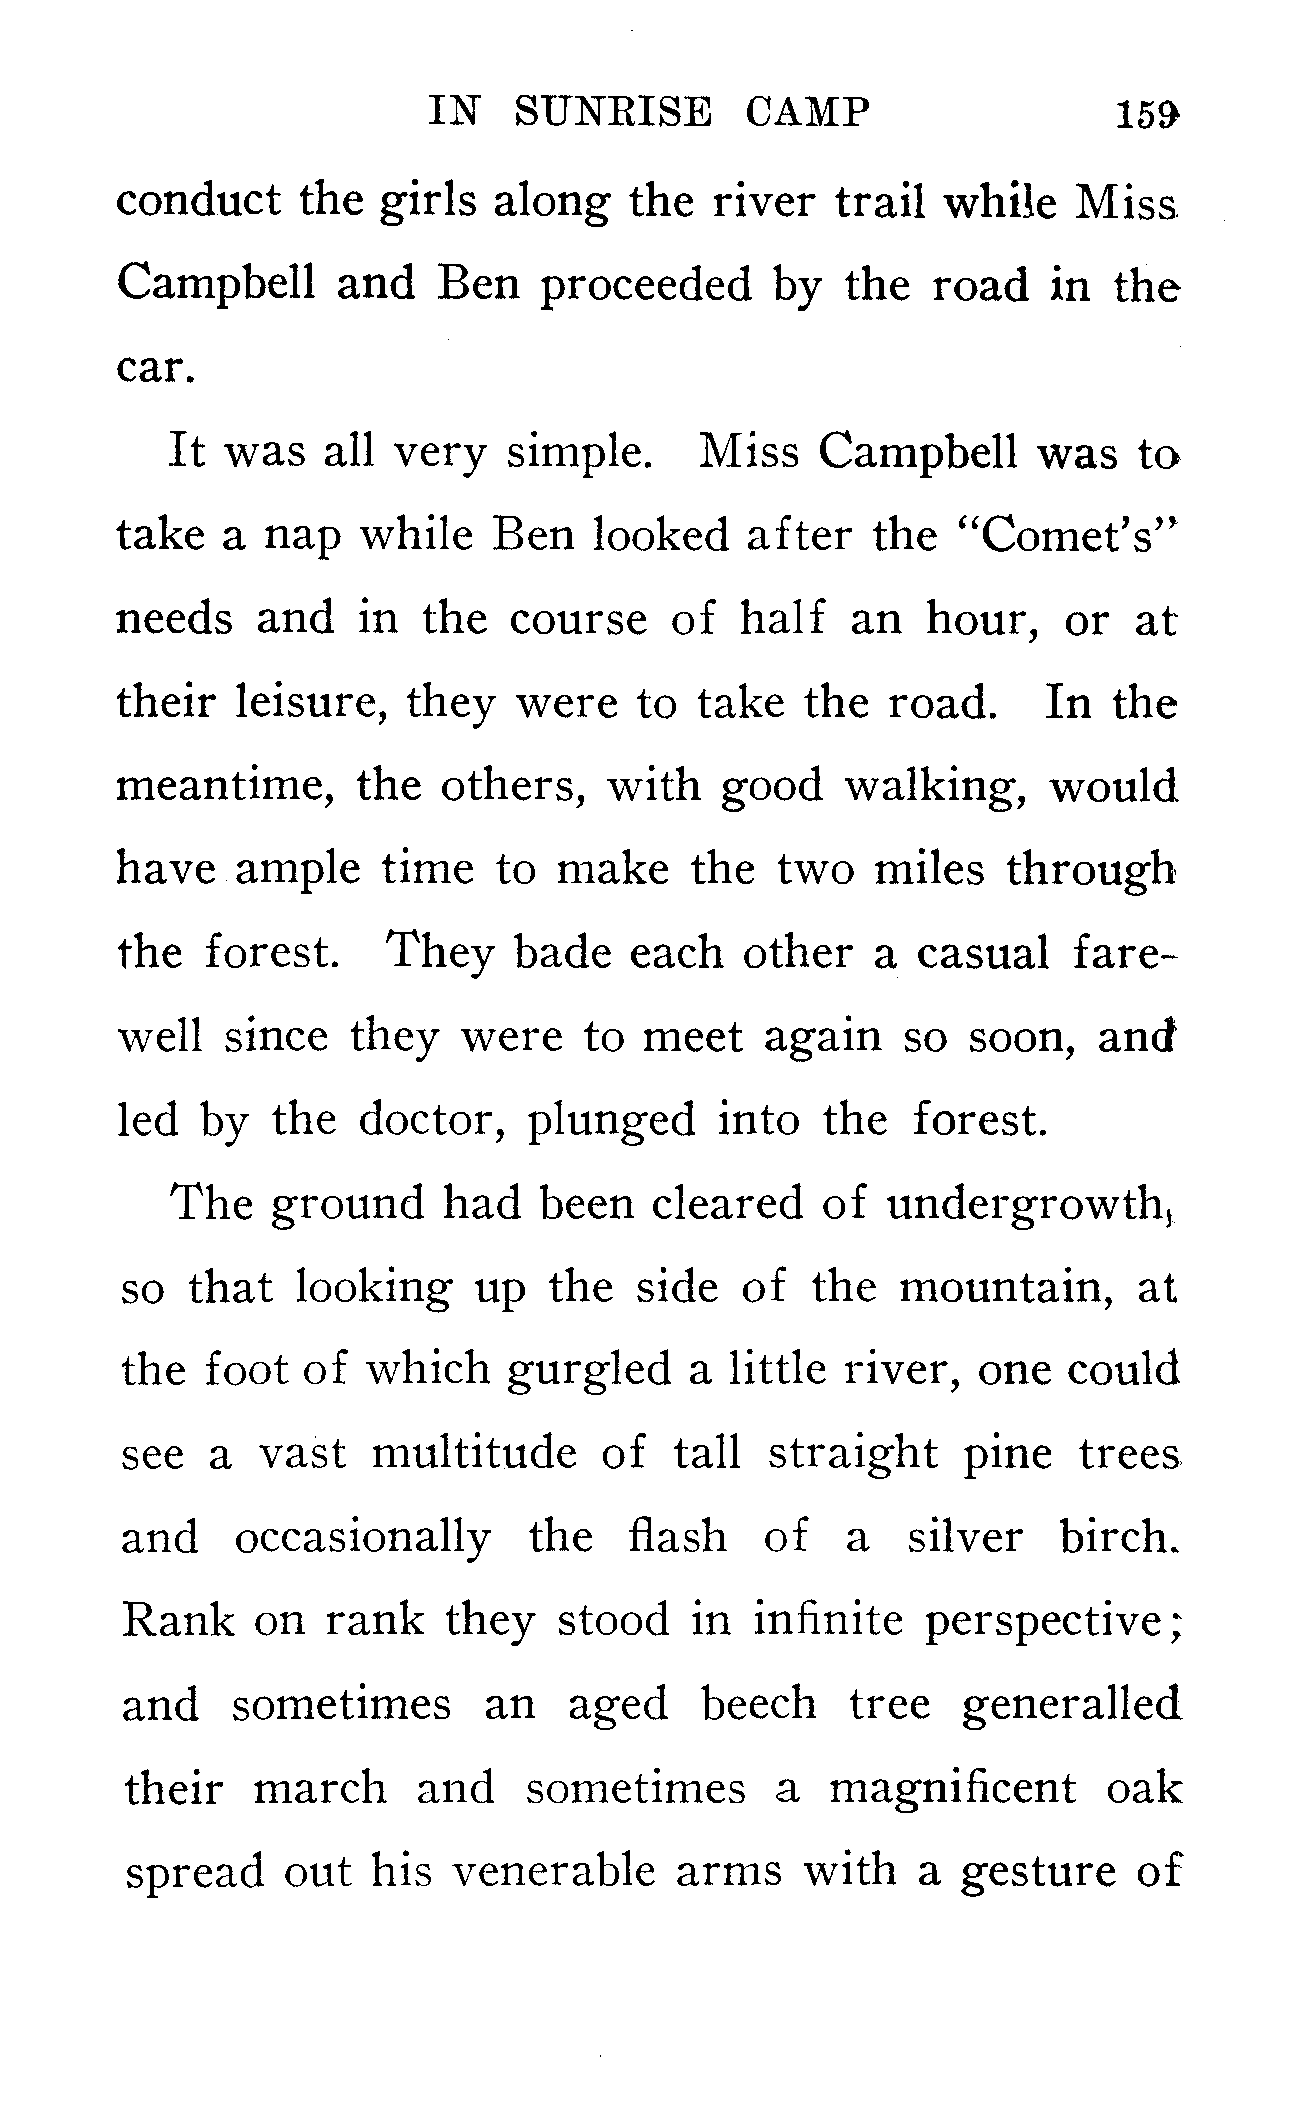 IN SUNRISE CAMP 159
conduct the girls along the river trail while Miss
Campbell and Ben proceeded by the road in the
car.
It was all very simple. Miss Campbell was to
take a nap while Ben looked after the “Comet’s”
needs and in the course of half an hour, or at
their leisure, they were to take the road. In the
meantime, the others, with good walking, would
have ample time to make the two miles through
the forest. They bade each other a casual fare-
well since they were to meet again so soon, and
led by the doctor, plunged into the forest.
The ground had been cleared of undergrowth,
so that looking up the side of the mountain, at
the foot of which gurgled a little river, one could
see a vast multitude of tall straight pine trees
and occasionally the flash of a silver birch.
Rank on rank they stood in infinite perspective;
and sometimes an aged beech tree generalled
their march and sometimes a magnificent oak
spread out his venerable arms with a gesture of